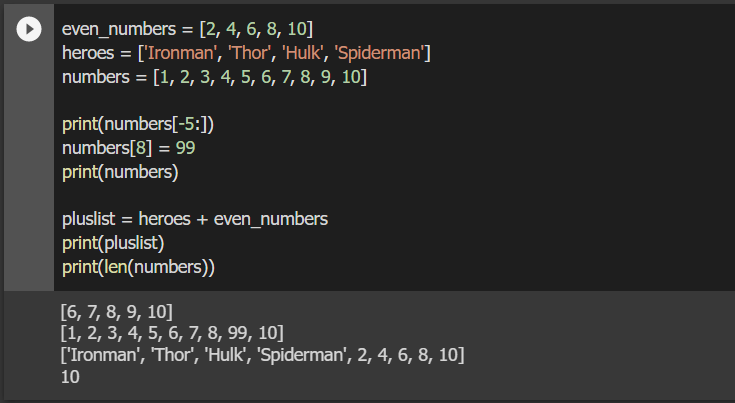 even_numbers = [2, 4, 6, 8, 10]
heroes = ['Ironman', 'Thor', 'Hulk', 'Spiderman']
numbers = [1, 2, 3, 4, 5, 6, 7, 8, 9, 10]
print(numbers[-5:])
numbers[8] = 99
print(numbers)
pluslist = heroes + even_numbers
print(pluslist)
print(len(numbers))
[6, 7, 8, 9, 10]
[1, 2, 3, 4, 5, 6, 7, 8, 99, 10]
['Ironman', 'Thor', 'Hulk', 'Spiderman', 2, 4, 6, 8, 10]
10